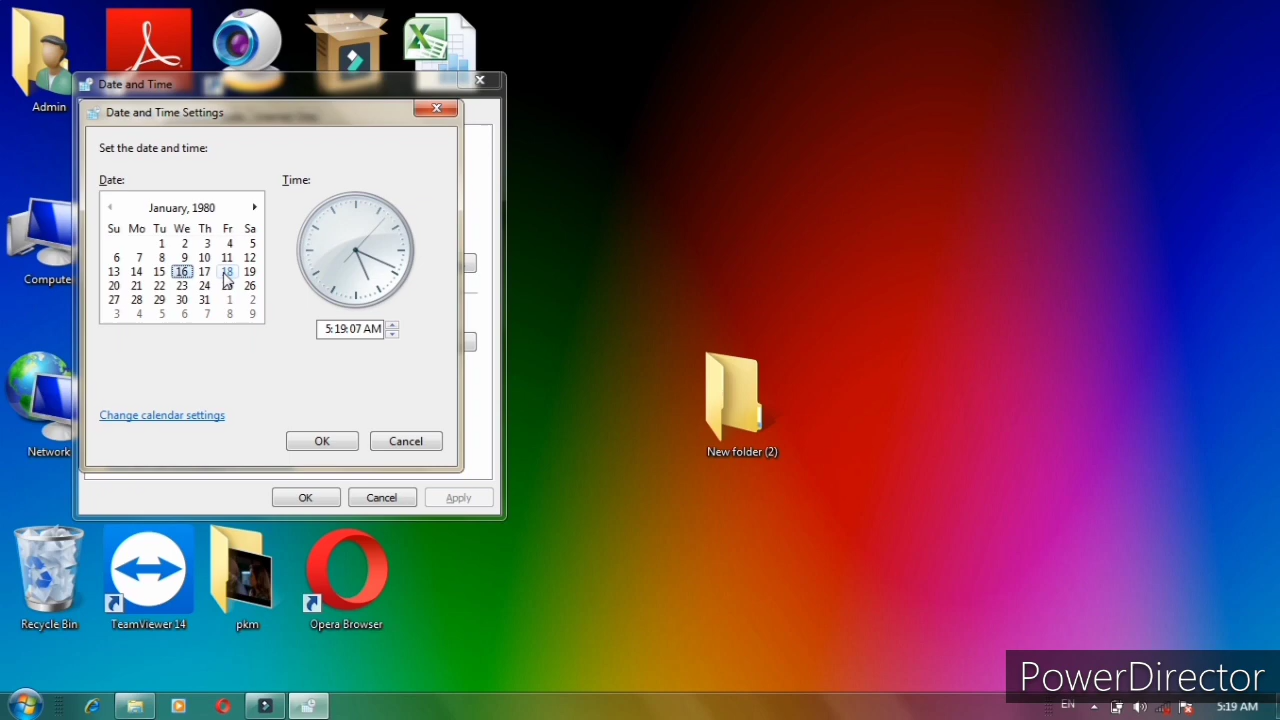 Admin
Date and Time
Date and Time Settings
Set the date and time:
Date:
Time:
January, 1980
Su Mo Tu We Th Fr Sa
1 2 3 4 5
6 7 8 9 10 11 12
13 14 15 16 17 18 19
20 21 22 23 24 25 26
27 28 29 30 31 1 2
3 4 5 6 7 8 9
5:19:07 AM
Change calendar settings
OK
Cancel
OK
Cancel
Apply
Compute
Network
New folder (2)
Recycle Bin
TeamViewer 14
pkm
Opera Browser
PowerDirector
EN
5:19 AM